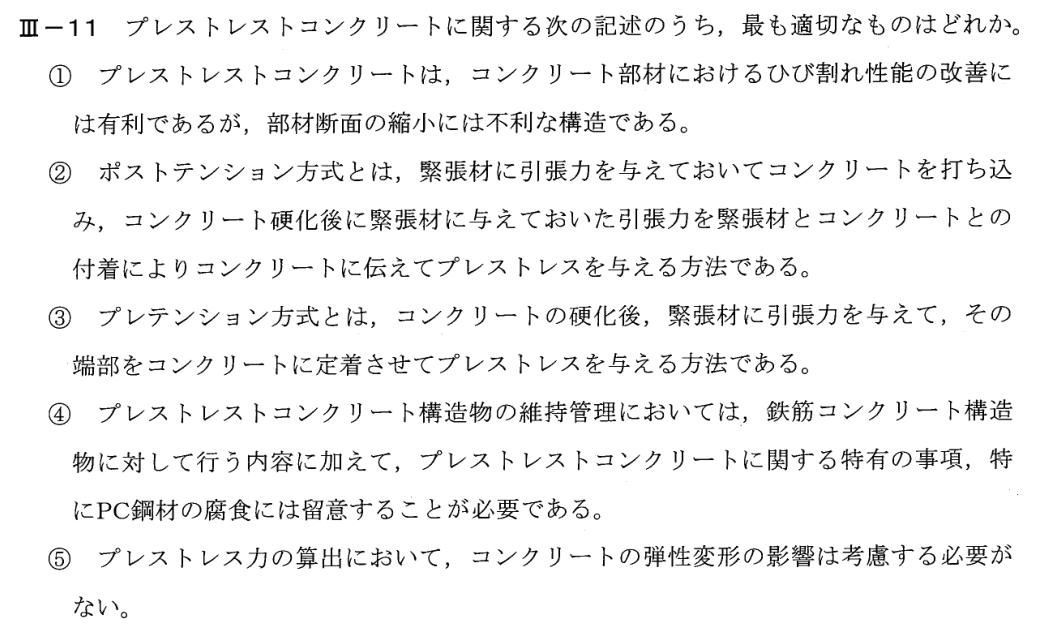 Ⅲ－11　プレストレストコンクリートに関する次の記述のうち，最も適切なものはどれか。
①　プレストレストコンクリートは，コンクリート部材におけるひび割れ性能の改善に
は有利であるが，部材断面の縮小には不利な構造である。
②　ポストテンション方式とは，緊張材に引張力を与えておいてコンクリートを打ち込
み，コンクリート硬化後に緊張材に与えておいた引張力を緊張材とコンクリートとの
付着によりコンクリートに伝えてプレストレスを与える方法である。
③　プレテンション方式とは，コンクリートの硬化後，緊張材に引張力を与えて，その
端部をコンクリートに定着させてプレストレスを与える方法である。
④　プレストレストコンクリート構造物の維持管理においては，鉄筋コンクリート構造
物に対して行う内容に加えて，プレストレストコンクリートに関する特有の事項，特
にPC鋼材の腐食には留意することが必要である。
⑤　プレストレス力の算出において，コンクリートの弾性変形の影響は考慮する必要が
ない。